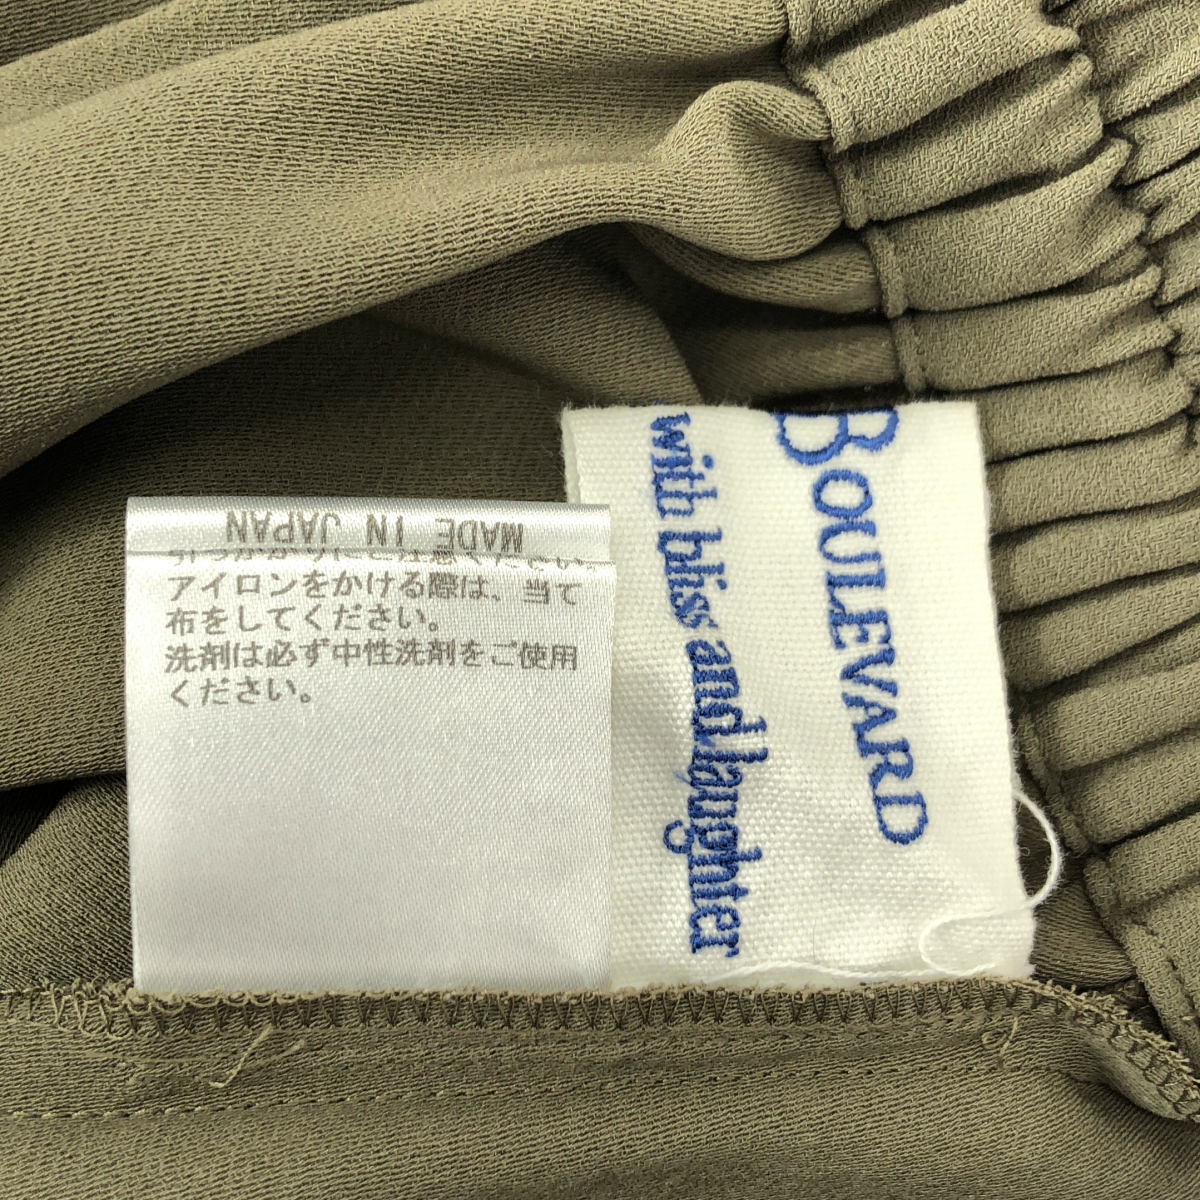 MADE IN JAPAN
アイロンをかける際は、当て
布をしてください。
洗剤は必ず中性洗剤をご使用
ください。
BOULEVARD
with bliss and laughter